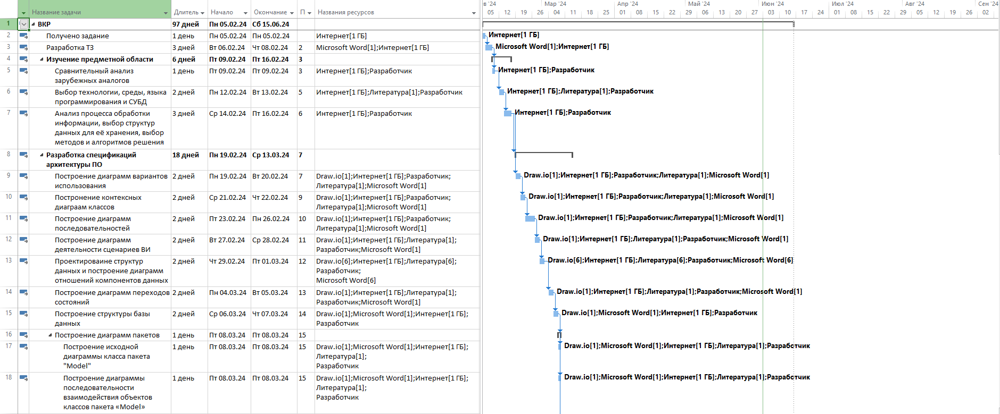 Название задачи Длитель Начало Окончание П Названия ресурсов
'24 Мар '24 Апр '24 Май '24 Июн '24 Июл '24 Авг '24 Сен '24
05 12 19 26 04 11 18 25 01 08 15 22 29 06 13 20 27 03 10 17 24 01 08 15 22 29 05 12 19 26 02
1 ВКР 97 дней Пн 05.02.24 Сб 15.06.24
2 Получено задание 1 день Пн 05.02.24 Пн 05.02.24 Интернет[1 ГБ] Интернет[1 ГБ]
3 Разработка ТЗ 3 дней Вт 06.02.24 Чт 08.02.24 2 Microsoft Word[1];Интернет[1 ГБ] Microsoft Word[1];Интернет[1 ГБ]
4 Изучение предметной области 6 дней Пт 09.02.24 Пт 16.02.24 3
5 Сравнительный анализ 1 день Пт 09.02.24 Пт 09.02.24 3 Интернет[1 ГБ];Разработчик Интернет[1 ГБ];Разработчик
зарубежных аналогов
6 Выбор технологии, среды, языка 2 дней Пн 12.02.24 Вт 13.02.24 5 Интернет[1 ГБ];Литература[1];Разработчик Интернет[1 ГБ];Литература[1];Разработчик
программирования и СУБД
7 Анализ процесса обработки 3 дней Ср 14.02.24 Пт 16.02.24 6 Интернет[1 ГБ];Разработчик Интернет[1 ГБ];Разработчик
информации, выбор структур
данных для её хранения, выбор
методов и алгоритмов решения
8 Разработка спецификаций 18 дней Пн 19.02.24 Ср 13.03.24 7
архитектуры ПО
9 Построение диаграмм вариантов 2 дней Пн 19.02.24 Вт 20.02.24 7 Draw.io[1];Интернет[1 ГБ];Разработчик; Draw.io[1];Интернет[1 ГБ];Разработчик;Литература[1];Microsoft Word[1]
использования Литература[1];Microsoft Word[1]
10 Постронение контексных 2 дней Ср 21.02.24 Чт 22.02.24 9 Draw.io[1];Интернет[1 ГБ];Разработчик; Draw.io[1];Интернет[1 ГБ];Разработчик;Литература[1];Microsoft Word[1]
диаграам классов Литература[1];Microsoft Word[1]
11 Построение диаграмм 2 дней Пт 23.02.24 Пн 26.02.24 10 Draw.io[1];Интернет[1 ГБ];Разработчик; Draw.io[1];Интернет[1 ГБ];Разработчик;Литература[1];Microsoft Word[1]
последовательностей Литература[1];Microsoft Word[1]
12 Построение диаграмм 2 дней Вт 27.02.24 Ср 28.02.24 11 Draw.io[1];Интернет[1 ГБ];Литература[1]; Draw.io[1];Интернет[1 ГБ];Литература[1];Разработчик;Microsoft Word[1]
деятельности сценариев ВИ Разработчик;Microsoft Word[1]
13 Проектироваине структур 2 дней Чт 29.02.24 Пт 01.03.24 12 Draw.io[6];Интернет[1 ГБ];Литература[6]; Draw.io[6];Интернет[1 ГБ];Литература[6];Разработчик;Microsoft Word[6]
данных и построение диаграмм Разработчик;
отношений компонентов данных Microsoft Word[6]
14 Построение диаграмм переходов 2 дней Пн 04.03.24 Вт 05.03.24 13 Draw.io[1];Интернет[1 ГБ];Литература[1]; Draw.io[1];Интернет[1 ГБ];Литература[1];Разработчик;Microsoft Word[1]
состояний Разработчик;Microsoft Word[1]
15 Построение структуры базы 2 дней Ср 06.03.24 Чт 07.03.24 14 Draw.io[1];Microsoft Word[1];Интернет[1 ГБ]; Draw.io[1];Microsoft Word[1];Интернет[1 ГБ];Разработчик
данных Разработчик
16 Построение диаграмм пакетов 1 день Пт 08.03.24 Пт 08.03.24 15
17 Построение исходной 1 день Пт 08.03.24 Пт 08.03.24 15 Draw.io[1];Microsoft Word[1];Интернет[1 ГБ]; Draw.io[1];Microsoft Word[1];Интернет[1 ГБ];Литература[1];Разработчик
диаграммы класса пакета Литература[1];
"Model" Разработчик
18 Построение диаграммы 1 день Пт 08.03.24 Пт 08.03.24 15 Draw.io[1];Microsoft Word[1];Интернет[1 ГБ]; Draw.io[1];Microsoft Word[1];Интернет[1 ГБ];Литература[1];Разработчик
последовательности Литература[1];
взаимодействия объектов Разработчик
классов пакета «Model»